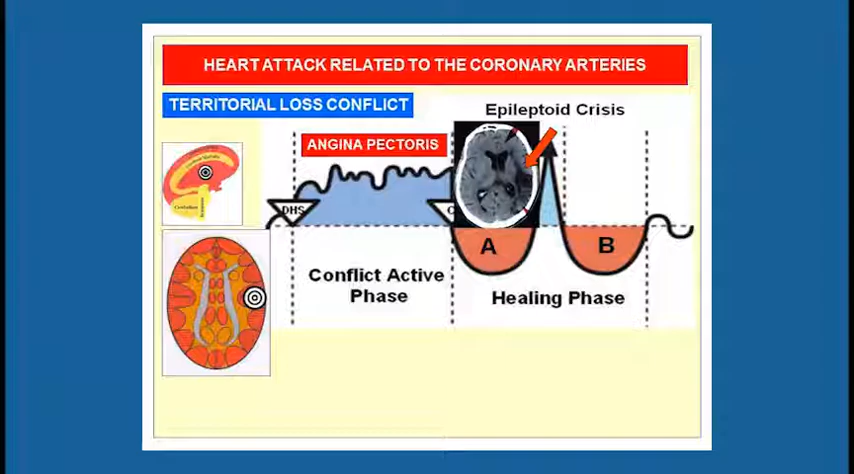 HEART ATTACK RELATED TO THE CORONARY ARTERIES
TERRITORIAL LOSS CONFLICT
Epileptoid Crisis
ANGINA PECTORIS
DHS
C
A
B
Conflict Active
Phase
Healing Phase